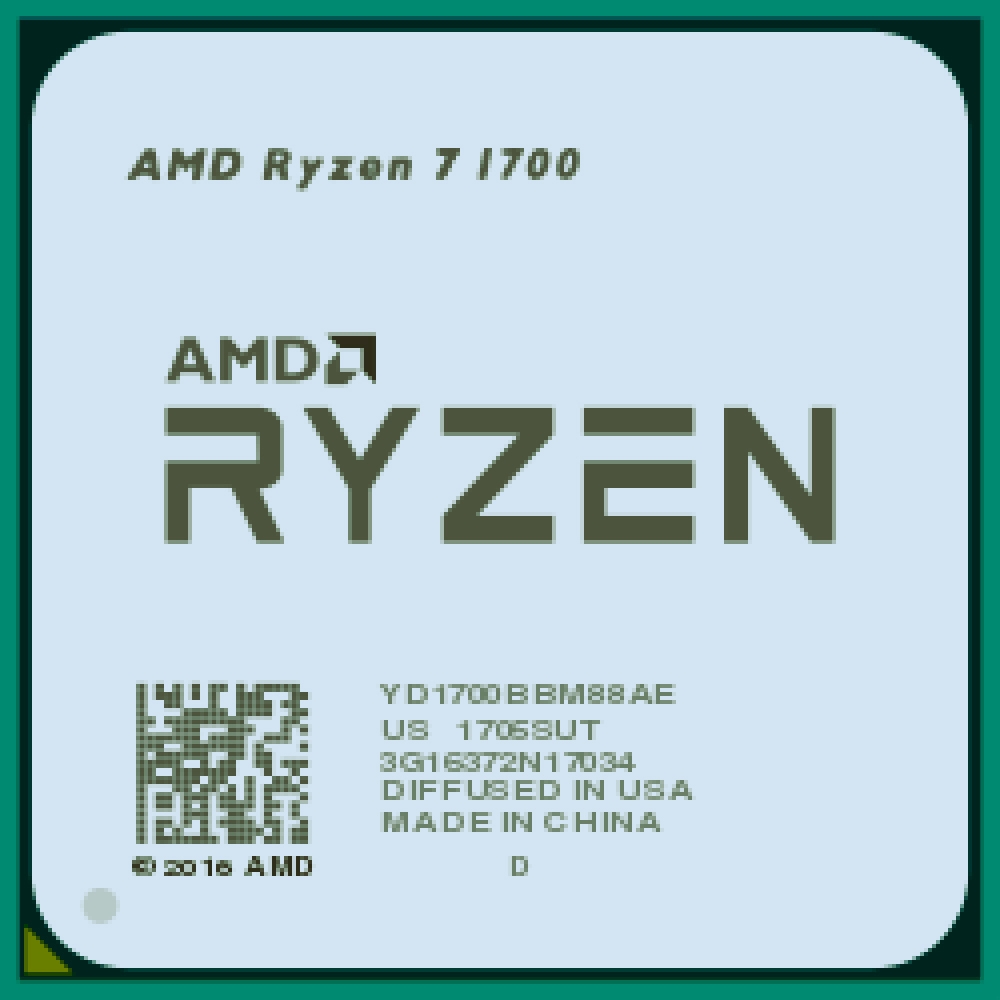 AMD Ryzen 7 1700
AMD
RYZEN
YD1700BBM88AE
US 1705SUT
3G16372N17034
DIFFUSED IN USA
MADE IN CHINA
© 2016 AMD
D